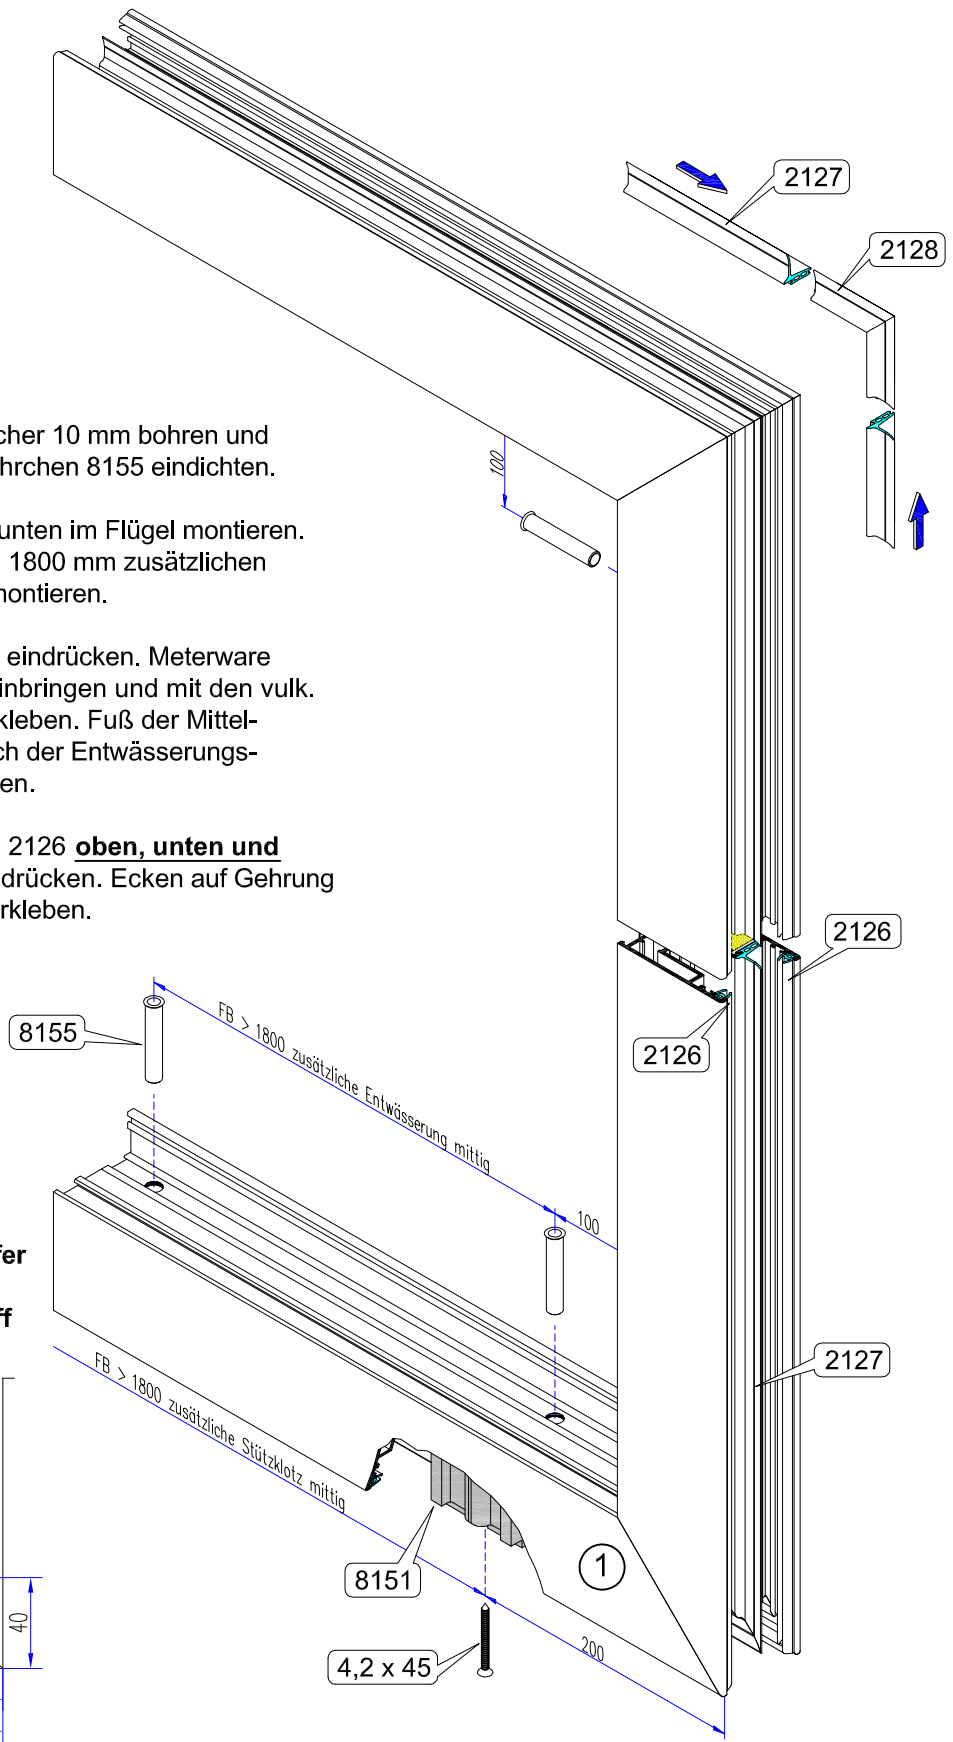 2127
2128
cher 10 mm bohren und
hrchen 8155 eindichten.
100
unten im Flügel montieren.
1800 mm zusätzlichen
montieren.
eindrücken. Meterware
inbringen und mit den vulk.
kleben. Fuß der Mittel-
ch der Entwässerungs-
en.
2126 oben, unten und
drücken. Ecken auf Gehrung
rkleben.
2126
2126
8155
FB > 1800 zusätzliche Entwässerung mittig
100
fer
ff
2127
FB > 1800 zusätzliche Stützklotz mittig
8151
1
40
200
4,2 x 45